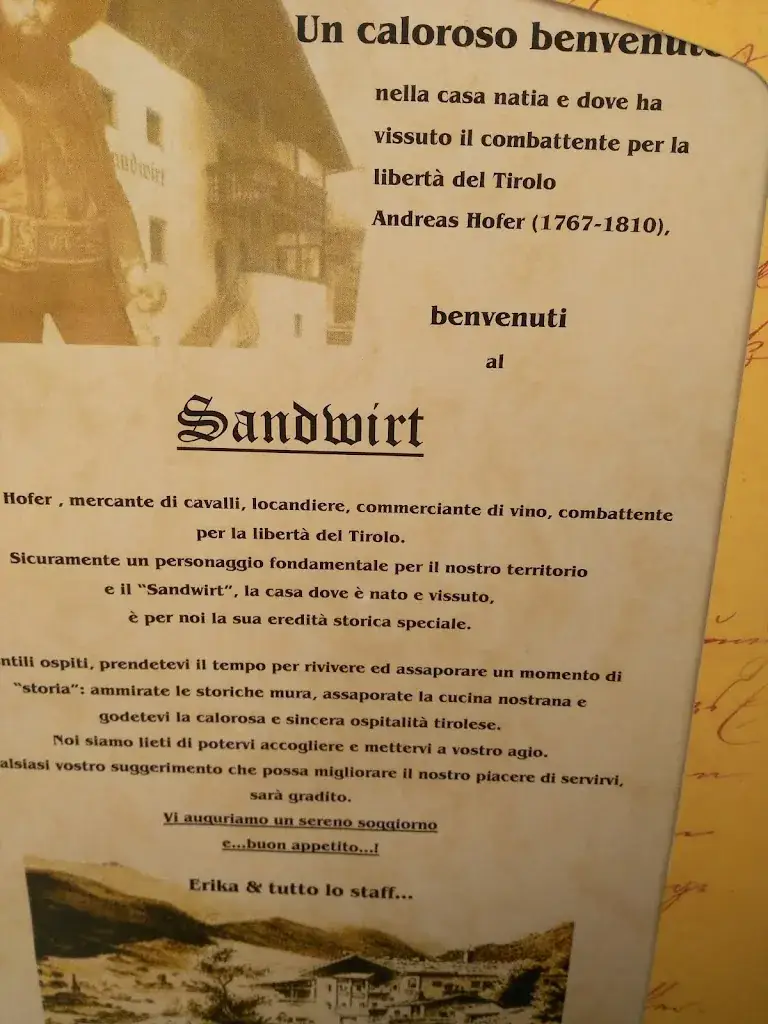 Un caloroso benvenuto
nella casa natia e dove ha
vissuto il combattente per la
libertà del Tirolo
Andreas Hofer (1767-1810),
andwirt
benvenuti
al
Sandwirt
Hofer , mercante di cavalli, locandiere, commerciante di vino, combattente
per la libertà del Tirolo.
Sicuramente un personaggio fondamentale per il nostro territorio
e il “Sandwirt”, la casa dove è nato e vissuto,
è per noi la sua eredità storica speciale.
ntili ospiti, prendetevi il tempo per rivivere ed assaporare un momento di
“storia”: ammirate le storiche mura, assaporate la cucina nostrana e
godetevi la calorosa e sincera ospitalità tirolese.
Noi siamo lieti di potervi accogliere e mettervi a vostro agio.
alsiasi vostro suggerimento che possa migliorare il nostro piacere di servirvi,
sarà gradito.
Vi auguriamo un sereno soggiorno
e...buon appetito...!
Erika & tutto lo staff...